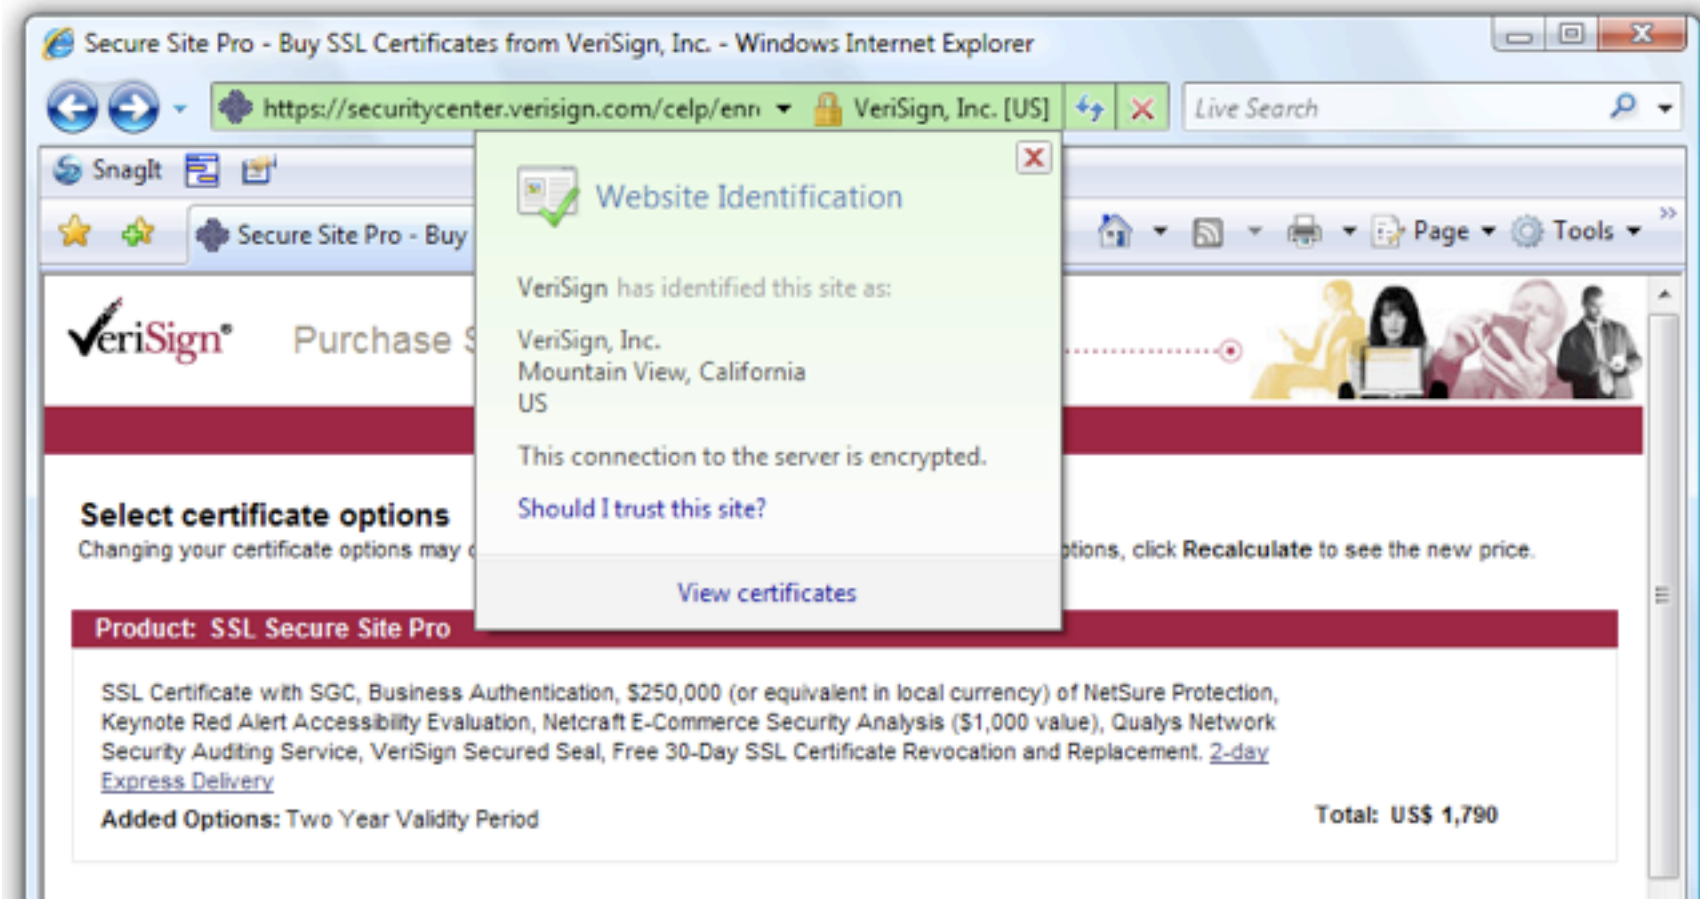 Secure Site Pro - Buy SSL Certificates from VeriSign, Inc. - Windows Internet Explorer
https://securitycenter.verisign.com/celp/enr VeriSign, Inc. [US] Live Search
SnagIt
Secure Site Pro - Buy Page Tools
Website Identification
VeriSign has identified this site as:
VeriSign, Inc.
Mountain View, California
US
This connection to the server is encrypted.
Should I trust this site?
View certificates
VeriSign® Purchase S
Select certificate options
Changing your certificate options may ptions, click Recalculate to see the new price.
Product: SSL Secure Site Pro
SSL Certificate with SGC, Business Authentication, $250,000 (or equivalent in local currency) of NetSure Protection,
Keynote Red Alert Accessibility Evaluation, Netcraft E-Commerce Security Analysis ($1,000 value), Qualys Network
Security Auditing Service, VeriSign Secured Seal, Free 30-Day SSL Certificate Revocation and Replacement. 2-day
Express Delivery
Added Options: Two Year Validity Period
Total: US$ 1,790